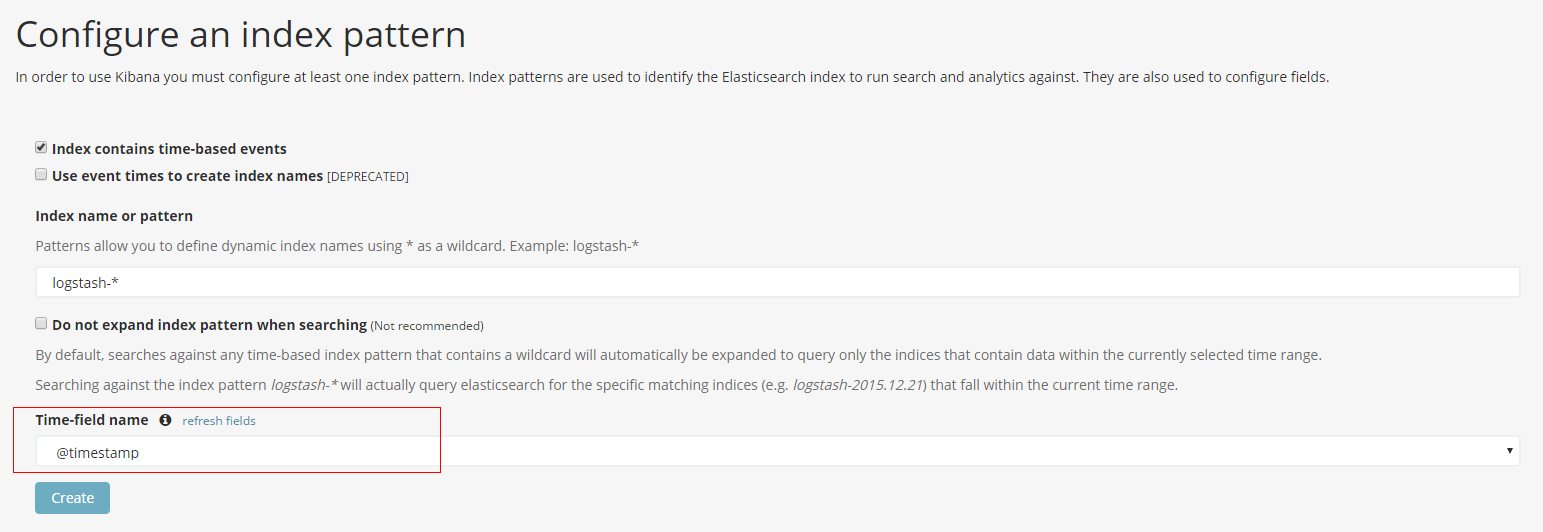 Configure an index pattern
In order to use Kibana you must configure at least one index pattern. Index patterns are used to identify the Elasticsearch index to run search and analytics against. They are also used to configure fields.
Index contains time-based events
Use event times to create index names [DEPRECATED]
Index name or pattern
Patterns allow you to define dynamic index names using * as a wildcard. Example: logstash-*
logstash-*
Do not expand index pattern when searching (Not recommended)
By default, searches against any time-based index pattern that contains a wildcard will automatically be expanded to query only the indices that contain data within the currently selected time range.
Searching against the index pattern logstash-* will actually query elasticsearch for the specific matching indices (e.g. logstash-2015.12.21) that fall within the current time range.
Time-field name refresh fields
@timestamp
Create